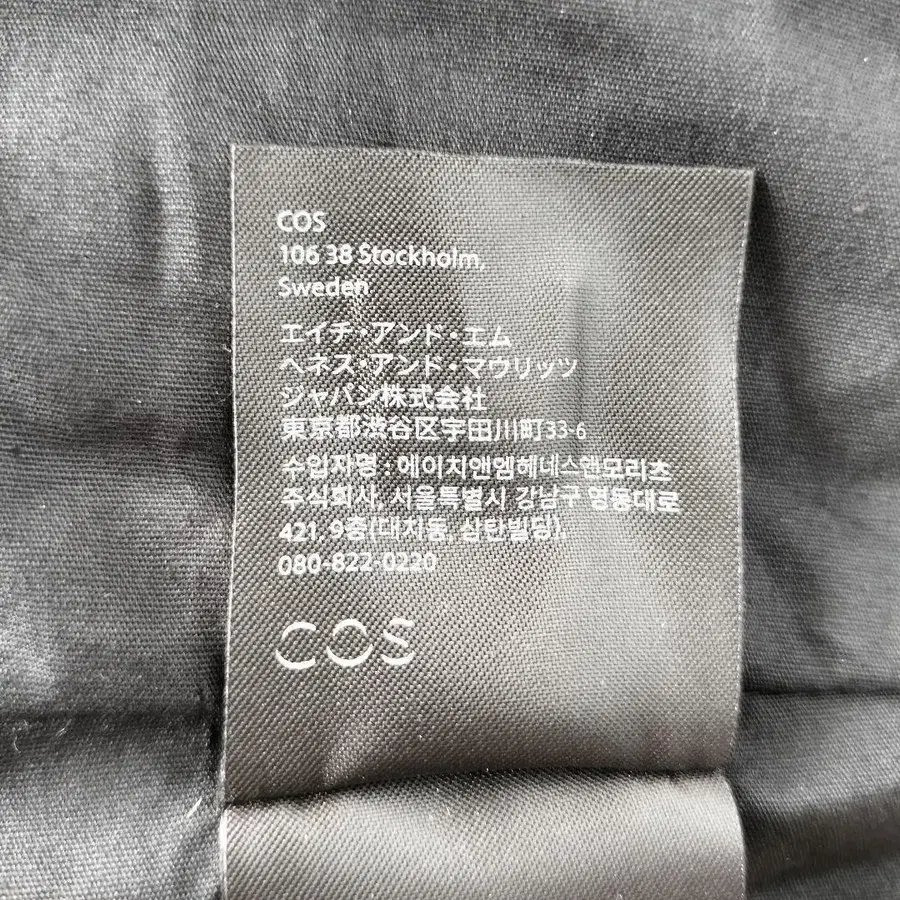 COS
106 38 Stockholm,
Sweden
エイチ・アンド・エム
ヘネス・アンド・マウリッツ
ジャパン株式会社
東京都渋谷区宇田川町33-6
수입자명 : 에이치앤엠헤네스앤모리츠
주식회사, 서울특별시 강남구 영동대로
421, 9층(대치동, 삼탄빌딩),
080-822-0220
COS